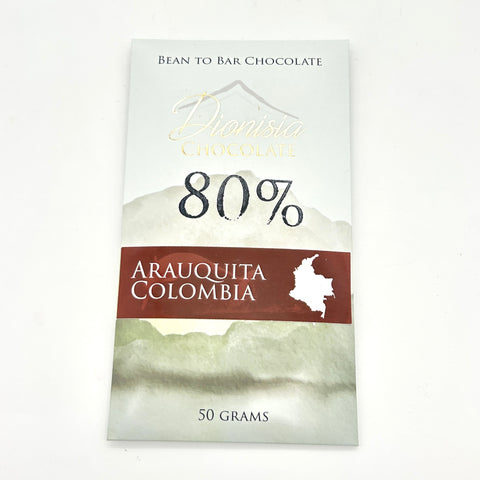 BEAN TO BAR CHOCOLATE
Dionisia
CHOCOLATE
80%
ARAUQUITA
COLOMBIA
50 GRAMS